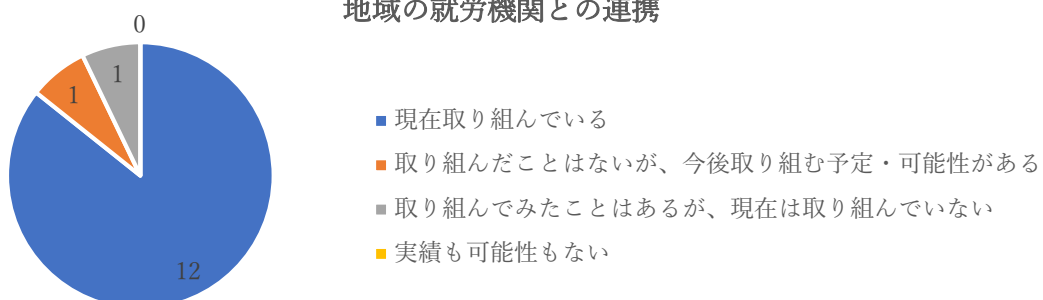 地域の就労機関との連携
0
1
1
12
現在取り組んでいる
取り組んだことはないが、今後取り組む予定・可能性がある
取り組んでみたことはあるが、現在は取り組んでいない
実績も可能性もない